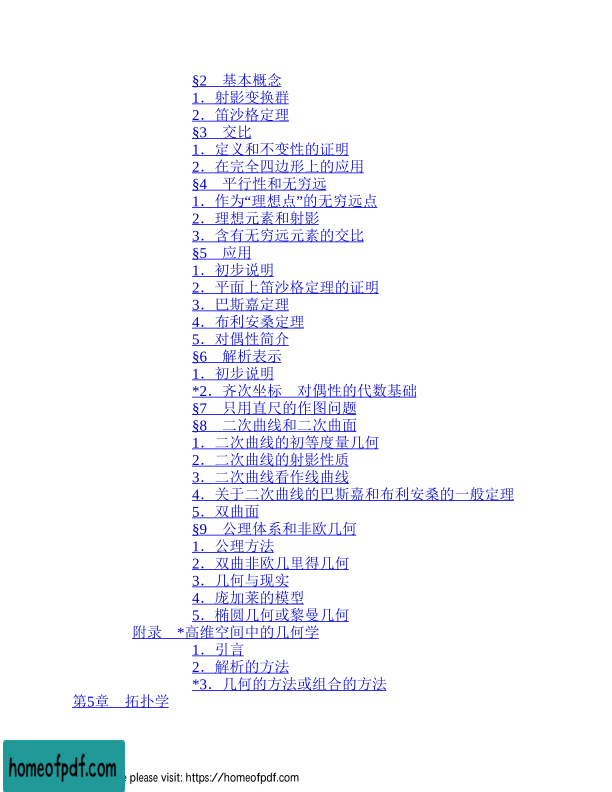 §2　基本概念
1．射影变换群
2．笛沙格定理
§3　交比
1．定义和不变性的证明
2．在完全四边形上的应用
§4　平行性和无穷远
1．作为“理想点”的无穷远点
2．理想元素和射影
3．含有无穷远元素的交比
§5　应用
1．初步说明
2．平面上笛沙格定理的证明
3．巴斯嘉定理
4．布利安桑定理
5．对偶性简介
§6　解析表示
1．初步说明
*2．齐次坐标　对偶性的代数基础
§7　只用直尺的作图问题
§8　二次曲线和二次曲面
1．二次曲线的初等度量几何
2．二次曲线的射影性质
3．二次曲线看作线曲线
4．关于二次曲线的巴斯嘉和布利安桑的一般定理
5．双曲面
§9　公理体系和非欧几何
1．公理方法
2．双曲非欧几里得几何
3．几何与现实
4．庞加莱的模型
5．椭圆几何或黎曼几何
附录　*高维空间中的几何学
1．引言
2．解析的方法
*3．几何的方法或组合的方法
第5章　拓扑学
homeofpdf.com
please visit: https://homeofpdf.com